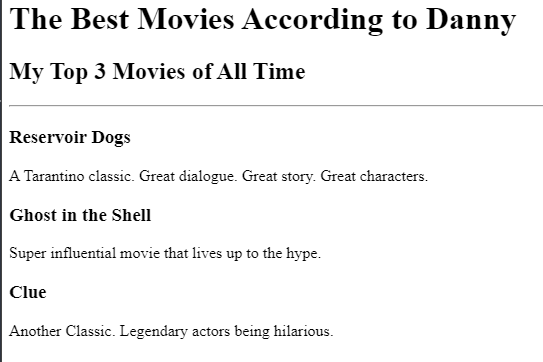 The Best Movies According to Danny
My Top 3 Movies of All Time
Reservoir Dogs
A Tarantino classic. Great dialogue. Great story. Great characters.
Ghost in the Shell
Super influential movie that lives up to the hype.
Clue
Another Classic. Legendary actors being hilarious.